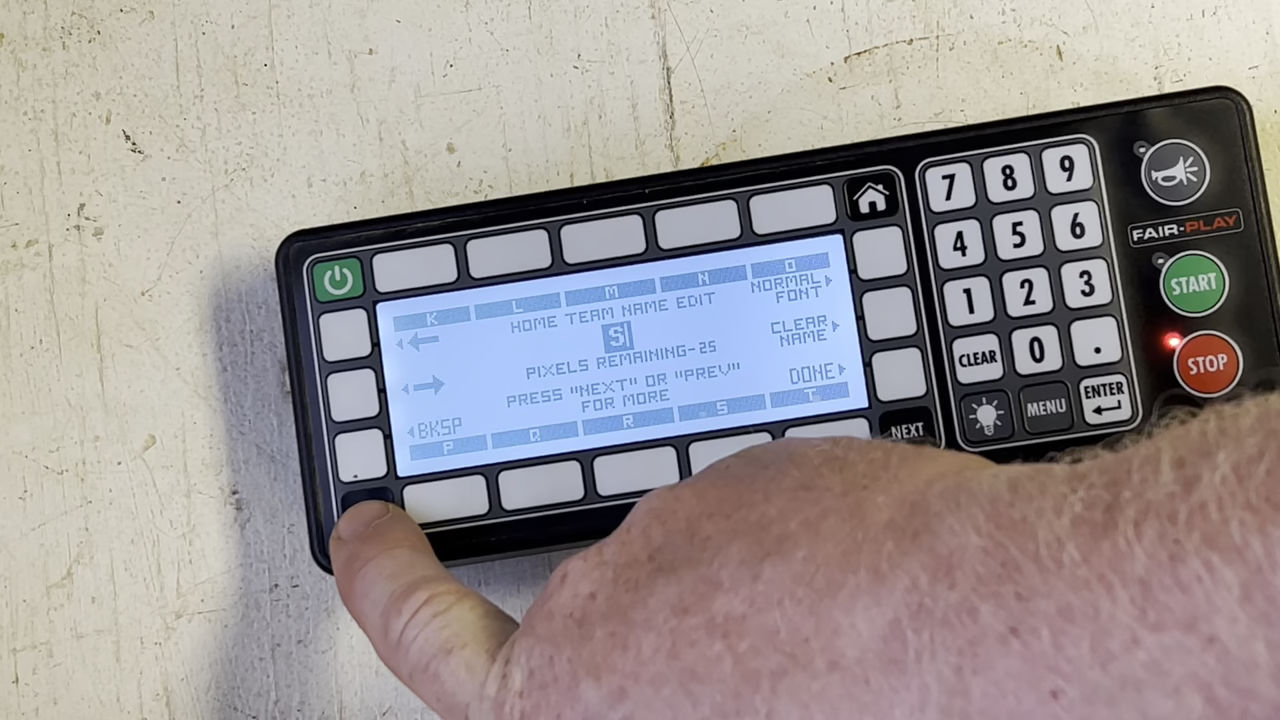 K L M N O
HOME TEAM NAME EDIT
NORMAL FONT
S
CLEAR NAME
PIXELS REMAINING-25
PRESS "NEXT" OR "PREV"
FOR MORE
DONE
BKSP
P Q R S T
NEXT
7 8 9
4 5 6
1 2 3
CLEAR 0 .
MENU ENTER
FAIR-PLAY
START
STOP